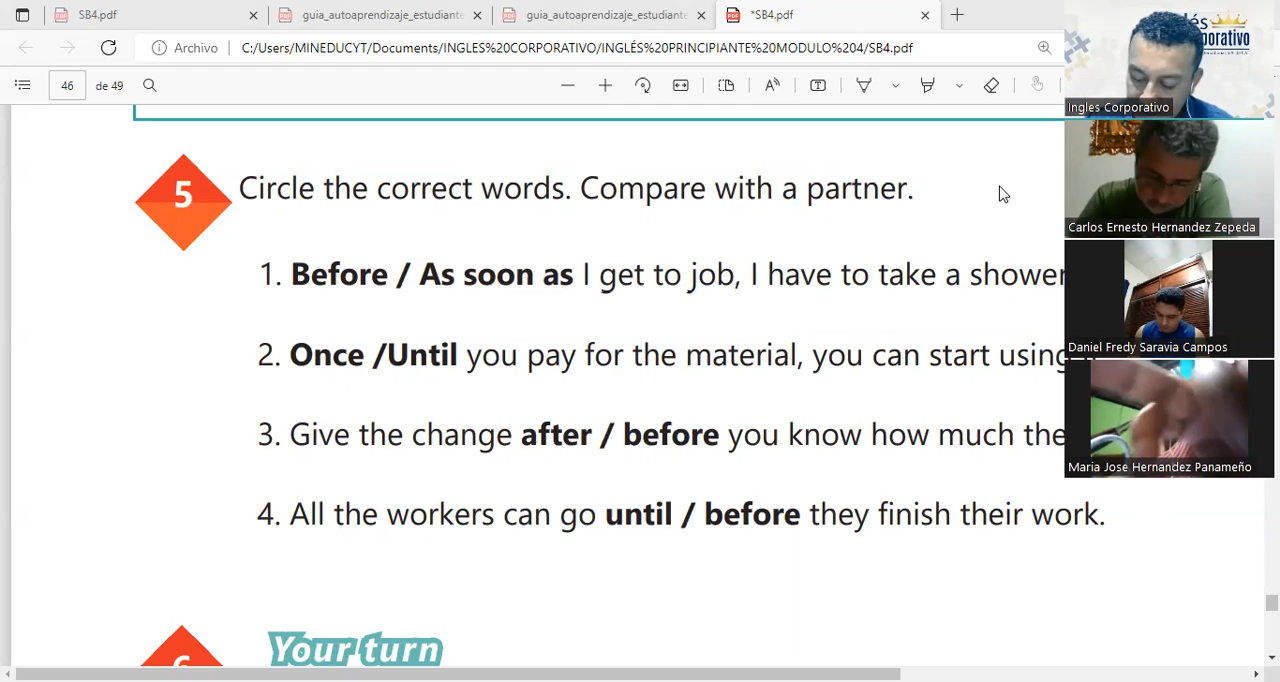 SB4.pdf
guia_autoaprendizaje_estudiante
guia_autoaprendizaje_estudiante
*SB4.pdf
Archivo
C:/Users/MINEDUCYT/Documents/INGLES%20CORPORATIVO/INGLÉS%20PRINCIPIANTE%20MODULO%204/SB4.pdf
46 de 49
orporativo
Ingles Corporativo
Carlos Ernesto Hernandez Zepeda
Daniel Fredy Saravia Campos
Maria Jose Hernandez Panameño
5 Circle the correct words. Compare with a partner.
1. Before / As soon as I get to job, I have to take a shower
2. Once /Until you pay for the material, you can start using
3. Give the change after / before you know how much the
4. All the workers can go until / before they finish their work.
6 Your turn